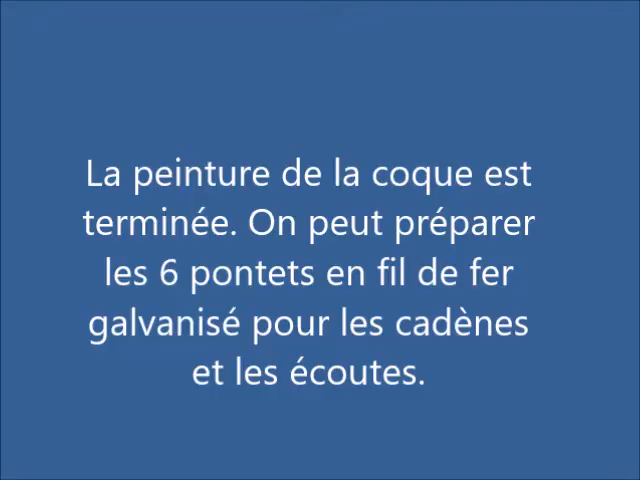 La peinture de la coque est
terminée. On peut préparer
les 6 pontets en fil de fer
galvanisé pour les cadènes
et les écoutes.